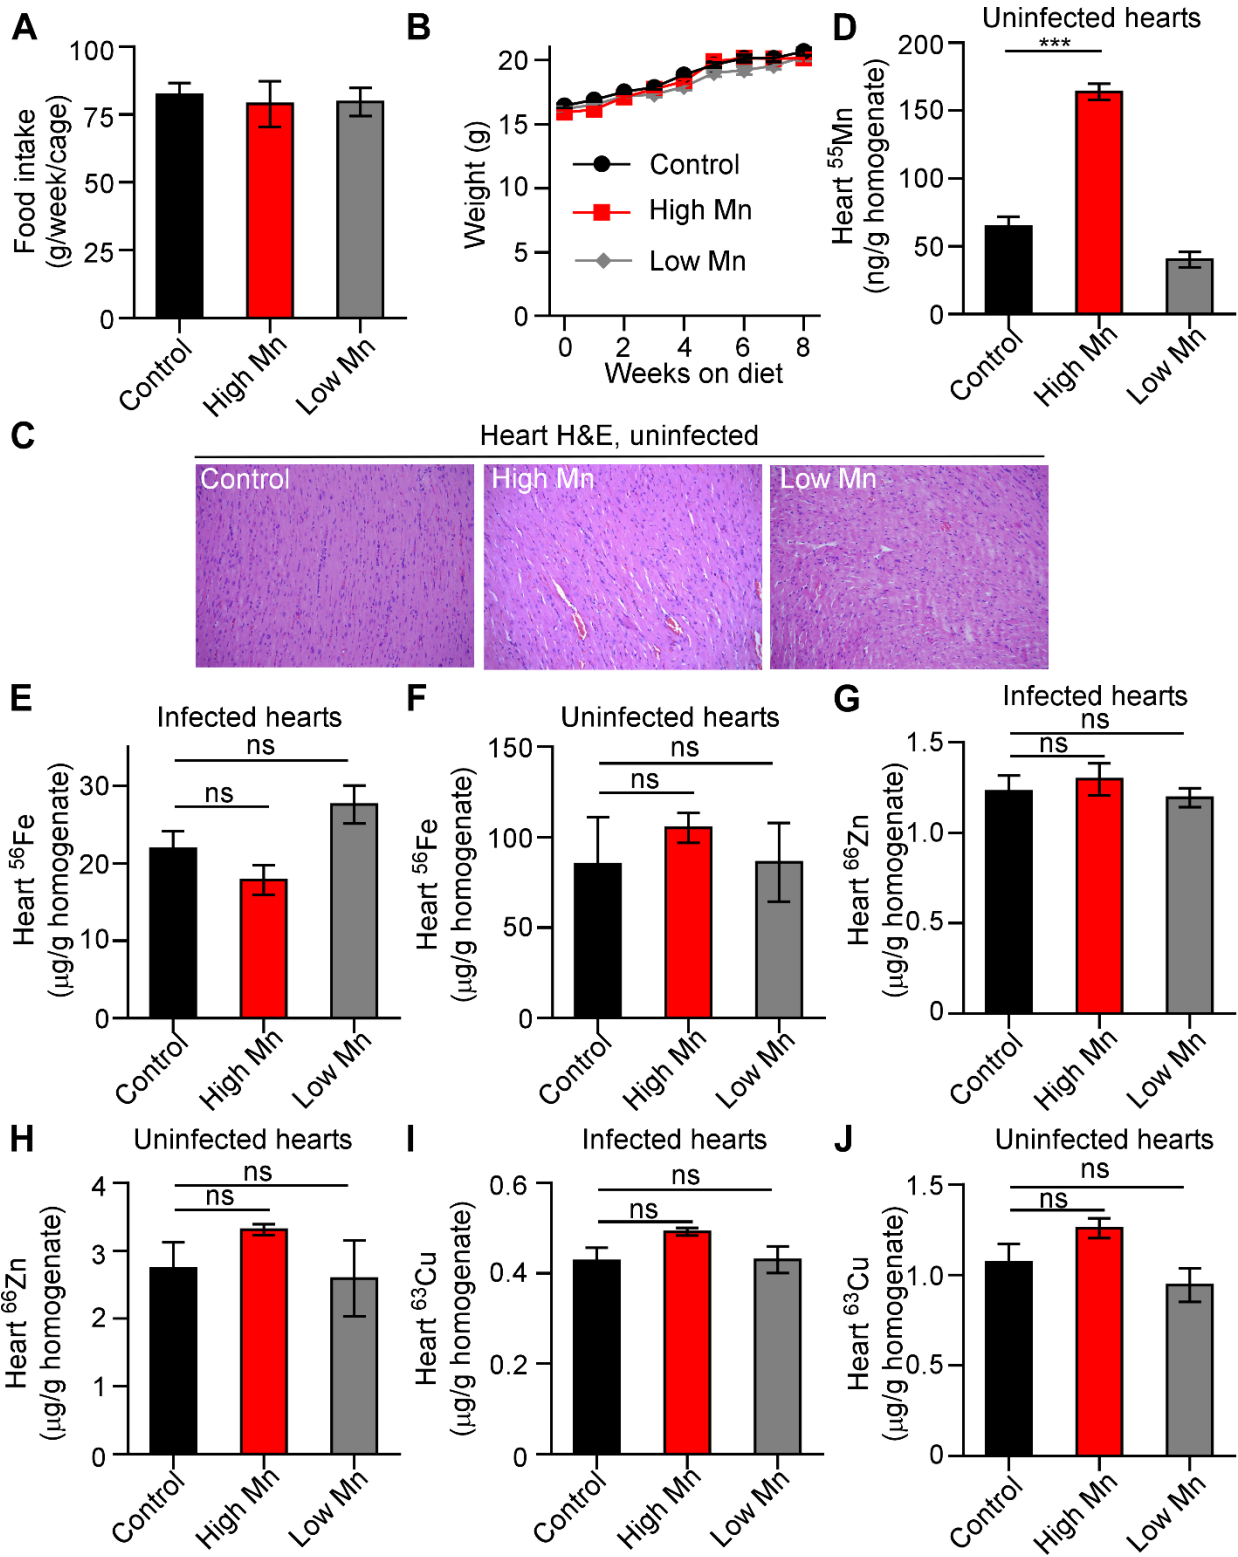 A
Food intake
(g/week/cage)
100
75
50
25
0
Control
High Mn
Low Mn
B
Weight (g)
20
15
10
5
0
Control
High Mn
Low Mn
0 2 4 6 8
Weeks on diet
D
Uninfected hearts
***
Heart ⁵⁵Mn
(ng/g homogenate)
200
150
100
50
0
Control
High Mn
Low Mn
C
Heart H&E, uninfected
Control
High Mn
Low Mn
E
Infected hearts
ns
ns
Heart ⁵⁶Fe
(μg/g homogenate)
30
20
10
0
Control
High Mn
Low Mn
F
Uninfected hearts
ns
ns
Heart ⁵⁶Fe
(μg/g homogenate)
150
100
50
0
Control
High Mn
Low Mn
G
Infected hearts
ns
ns
Heart ⁶⁶Zn
(μg/g homogenate)
1.5
1.0
0.5
0
Control
High Mn
Low Mn
H
Uninfected hearts
ns
ns
Heart ⁶⁶Zn
(μg/g homogenate)
4
3
2
1
0
Control
High Mn
Low Mn
I
Infected hearts
ns
ns
Heart ⁶³Cu
(μg/g homogenate)
0.6
0.4
0.2
0
Control
High Mn
Low Mn
J
Uninfected hearts
ns
ns
Heart ⁶³Cu
(μg/g homogenate)
1.5
1.0
0.5
0
Control
High Mn
Low Mn